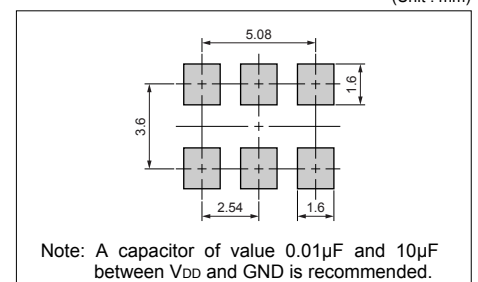 (Unit : mm)
5.08
1.6
3.6
2.54
1.6
Note: A capacitor of value 0.01µF and 10µF
between VDD and GND is recommended.